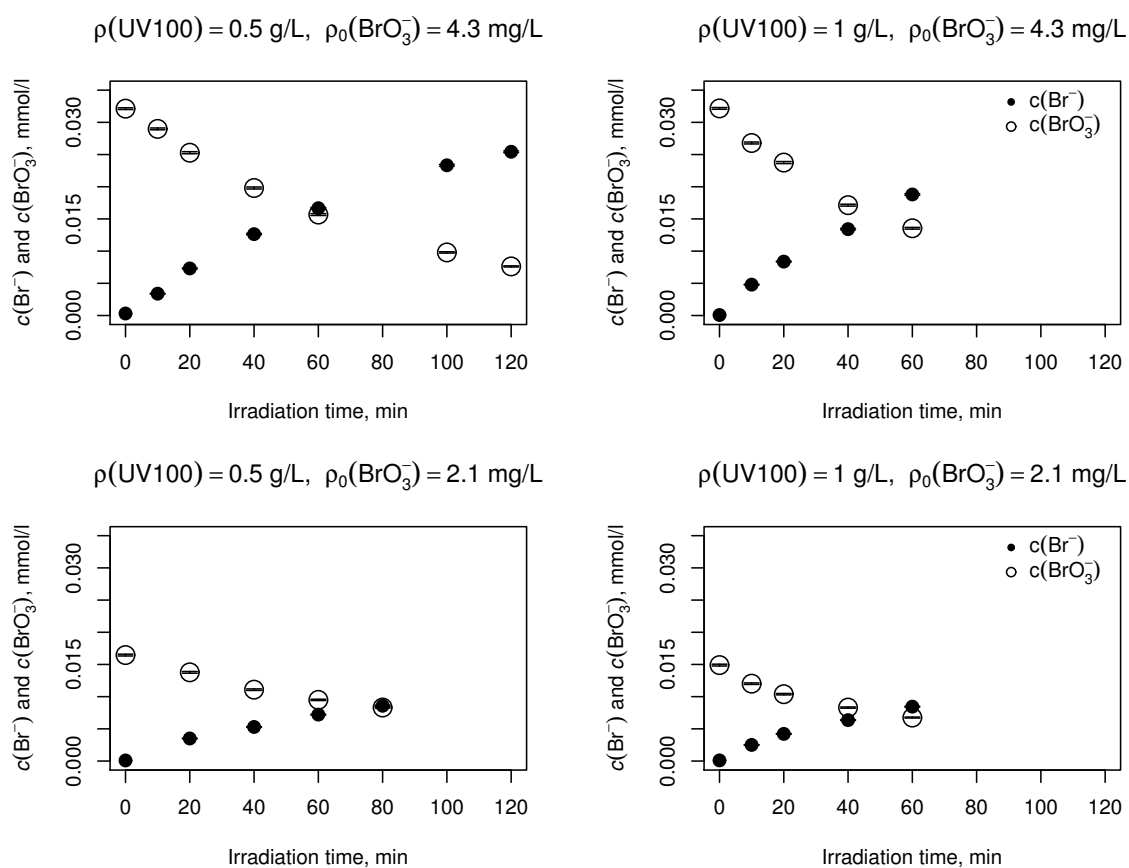 ρ(UV100) = 0.5 g/L, ρ₀(BrO₃⁻) = 4.3 mg/L
c(Br⁻) and c(BrO₃⁻), mmol/l
0.030
0.015
0.000
0 20 40 60 80 100 120
Irradiation time, min
ρ(UV100) = 1 g/L, ρ₀(BrO₃⁻) = 4.3 mg/L
c(Br⁻) and c(BrO₃⁻), mmol/l
0.030
0.015
0.000
c(Br⁻)
c(BrO₃⁻)
0 20 40 60 80 100 120
Irradiation time, min
ρ(UV100) = 0.5 g/L, ρ₀(BrO₃⁻) = 2.1 mg/L
c(Br⁻) and c(BrO₃⁻), mmol/l
0.030
0.015
0.000
0 20 40 60 80 100 120
Irradiation time, min
ρ(UV100) = 1 g/L, ρ₀(BrO₃⁻) = 2.1 mg/L
c(Br⁻) and c(BrO₃⁻), mmol/l
0.030
0.015
0.000
c(Br⁻)
c(BrO₃⁻)
0 20 40 60 80 100 120
Irradiation time, min